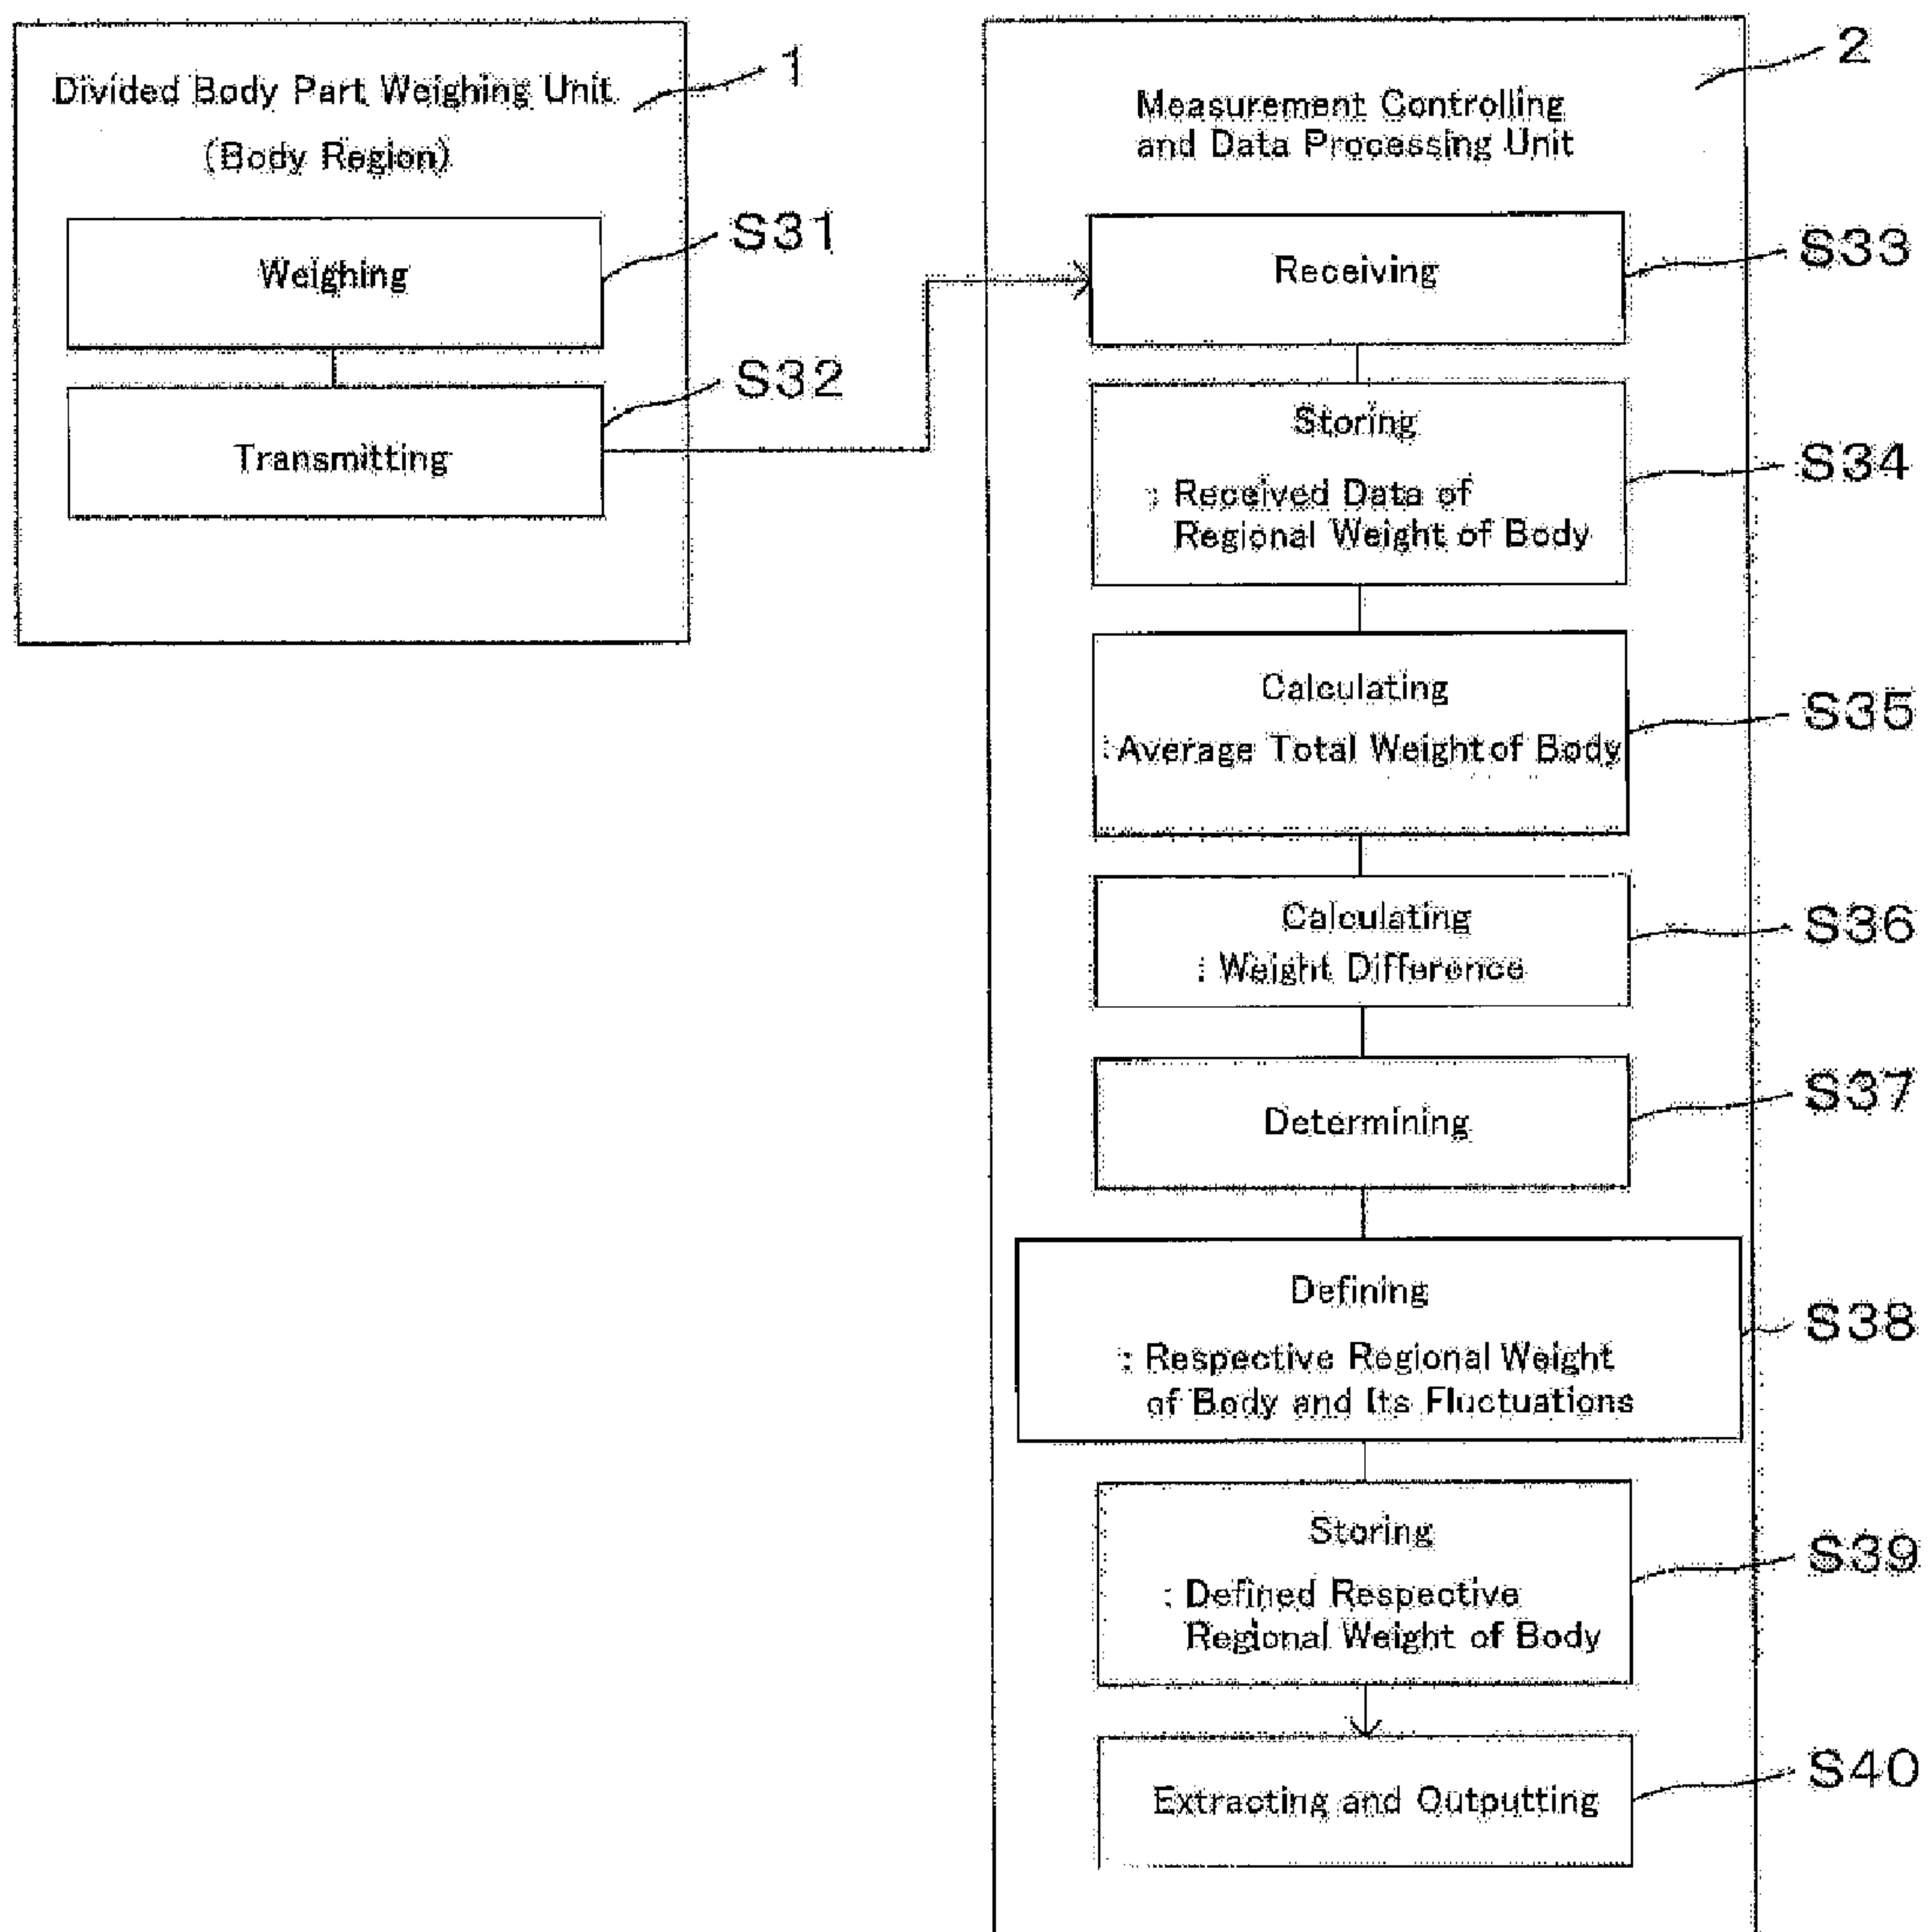 Divided Body Part Weighing Unit
(Body Region)
1
Weighing
S31
Transmitting
S32
2
Measurement Controlling
and Data Processing Unit
Receiving
S33
Storing
: Received Data of
Regional Weight of Body
S34
Calculating
: Average Total Weight of Body
S35
Calculating
: Weight Difference
S36
Determining
S37
Defining
: Respective Regional Weight
of Body and Its Fluctuations
S38
Storing
: Defined Respective
Regional Weight of Body
S39
Extracting and Outputting
S40